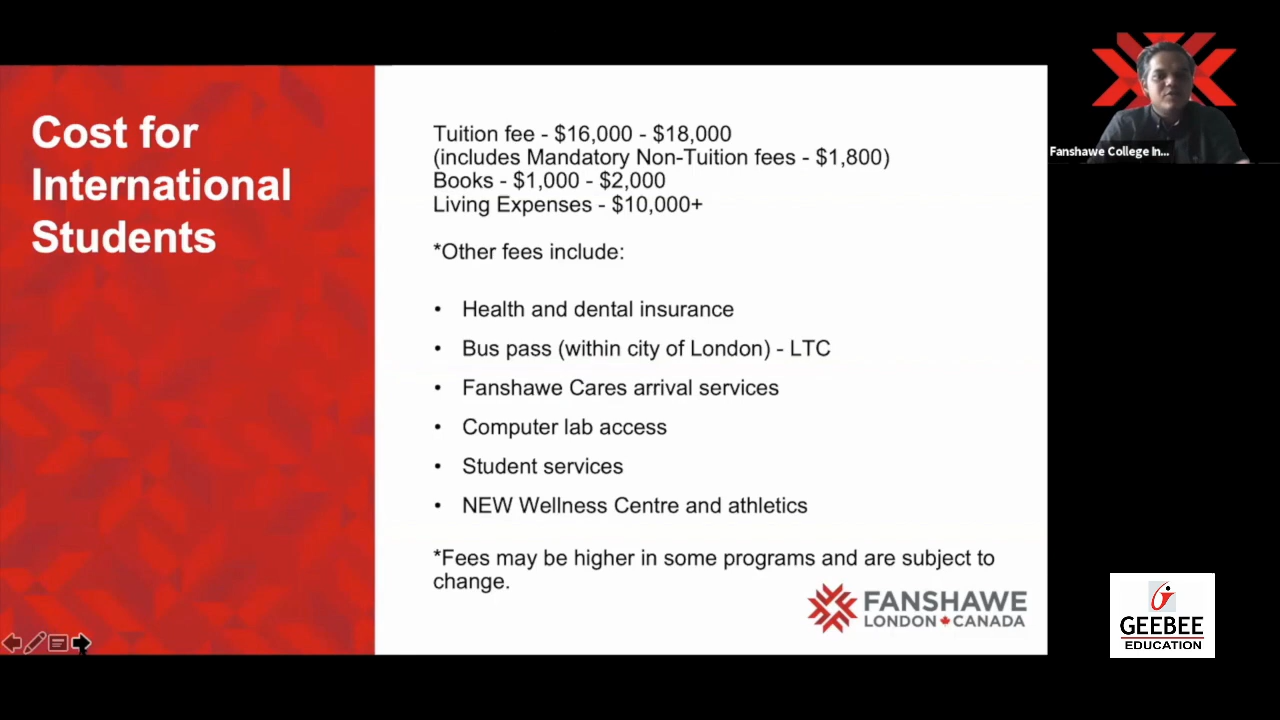 Cost for
International
Students
Tuition fee - $16,000 - $18,000
(includes Mandatory Non-Tuition fees - $1,800)
Books - $1,000 - $2,000
Living Expenses - $10,000+
*Other fees include:
• Health and dental insurance
• Bus pass (within city of London) - LTC
• Fanshawe Cares arrival services
• Computer lab access
• Student services
• NEW Wellness Centre and athletics
*Fees may be higher in some programs and are subject to
change.
FANSHAWE
LONDON CANADA
Fanshawe College In...
GEEBEE
EDUCATION